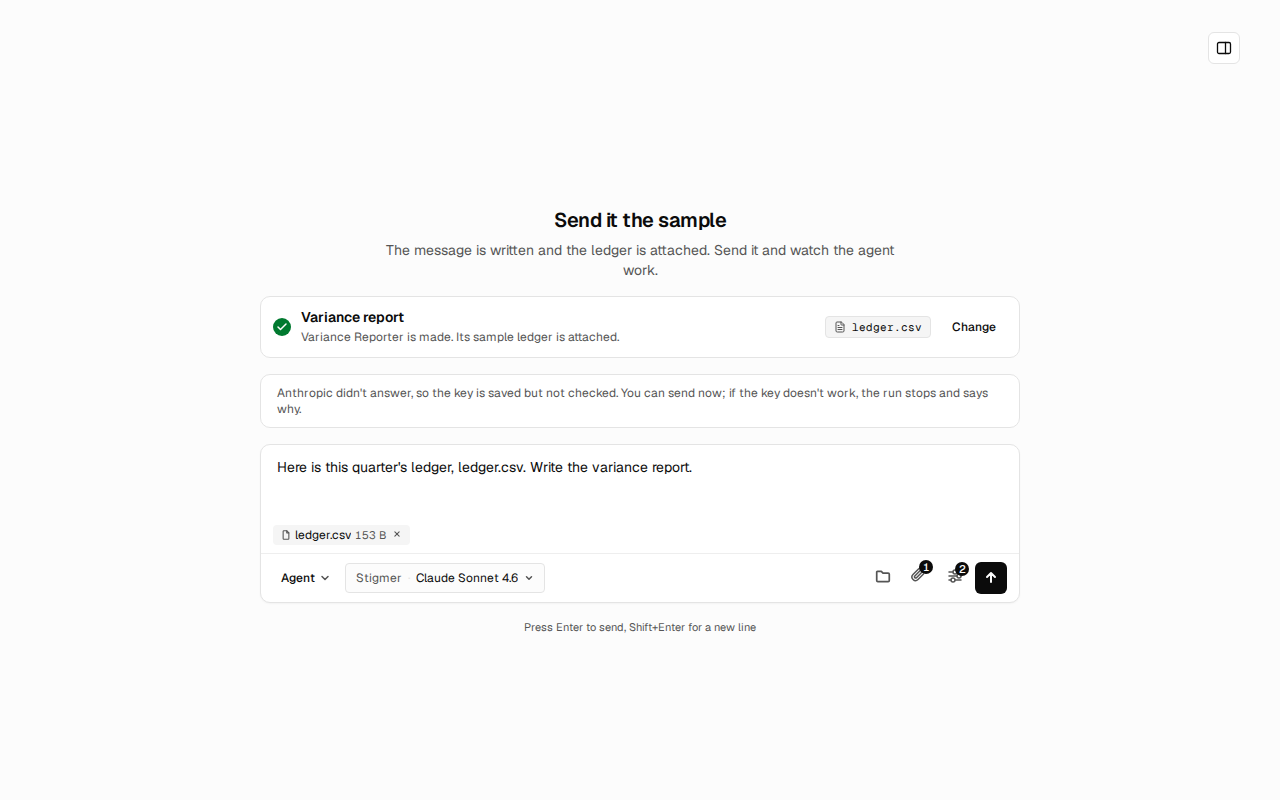 Send it the sample
The message is written and the ledger is attached. Send it and watch the agent
work.
Variance report
Variance Reporter is made. Its sample ledger is attached.
ledger.csv
Change
Anthropic didn't answer, so the key is saved but not checked. You can send now; if the key doesn't work, the run stops and says
why.
Here is this quarter's ledger, ledger.csv. Write the variance report.
ledger.csv 153 B ×
Agent
Stigmer · Claude Sonnet 4.6
1
2
Press Enter to send, Shift+Enter for a new line